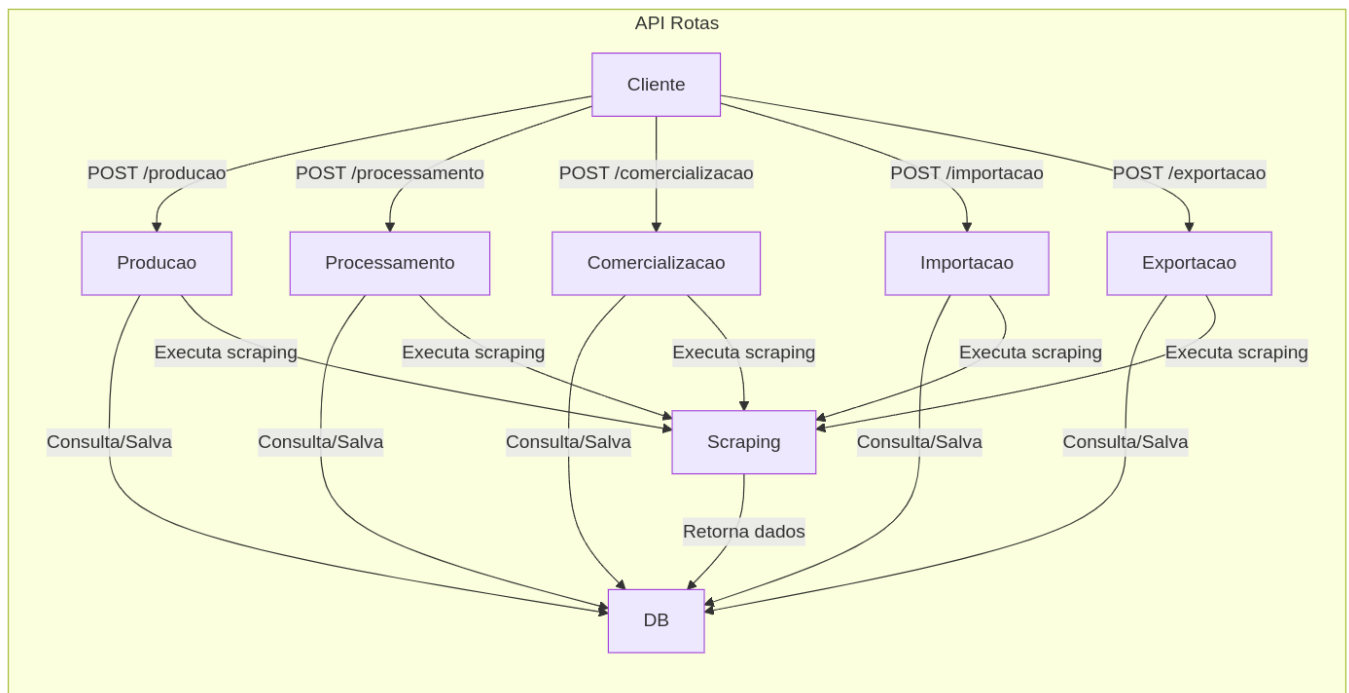 API Rotas
Cliente
POST /producao
POST /processamento
POST /comercializacao
POST /importacao
POST /exportacao
Producao
Processamento
Comercializacao
Importacao
Exportacao
Executa scraping
Executa scraping
Executa scraping
Executa scraping
Executa scraping
Consulta/Salva
Consulta/Salva
Consulta/Salva
Scraping
Consulta/Salva
Consulta/Salva
Retorna dados
DB